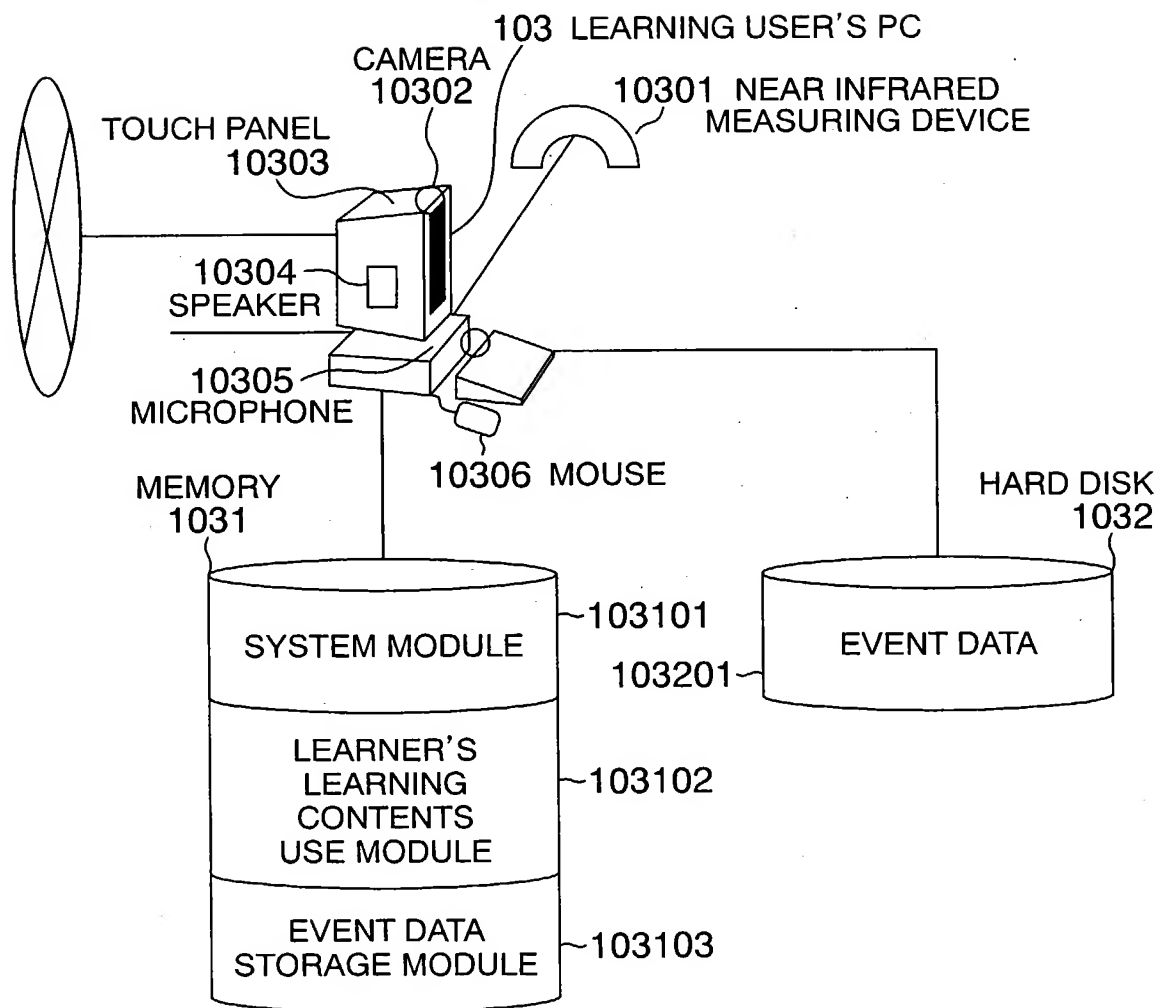 103 LEARNING USER'S PC
CAMERA
10302
10301 NEAR INFRARED
MEASURING DEVICE
TOUCH PANEL
10303
10304
SPEAKER
10305
MICROPHONE
10306 MOUSE
MEMORY
1031
HARD DISK
1032
SYSTEM MODULE
103101
EVENT DATA
103201
LEARNER'S
LEARNING
CONTENTS
USE MODULE
103102
EVENT DATA
STORAGE MODULE
103103